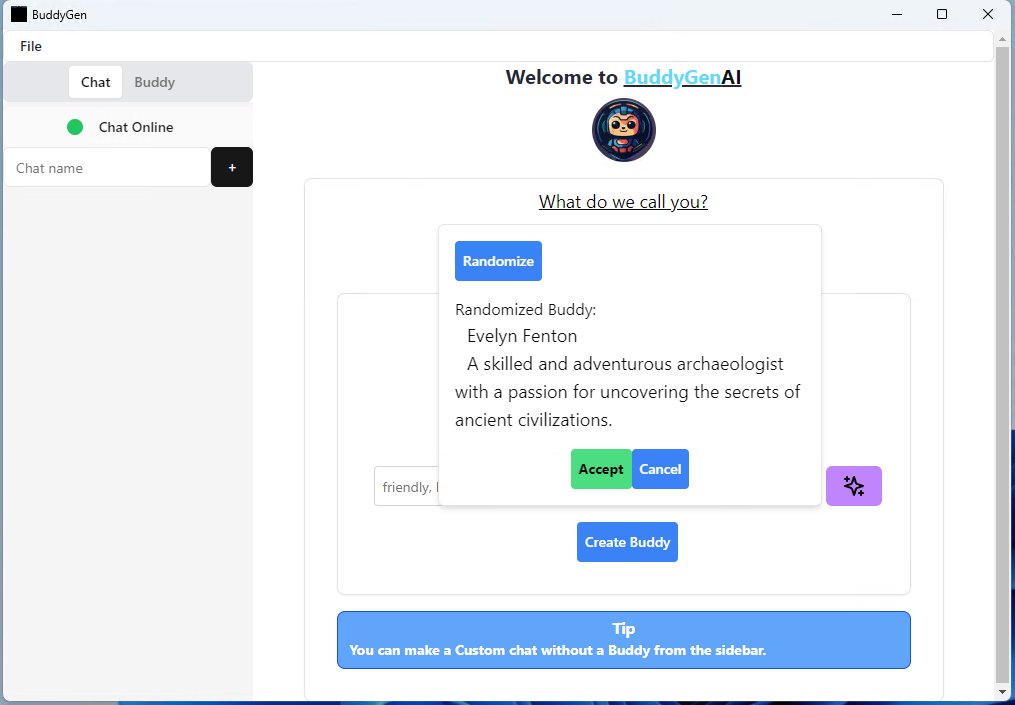 BuddyGen
File
Chat Buddy
Chat Online
Chat name +
Welcome to BuddyGenAI
What do we call you?
Randomize
Randomized Buddy:
Evelyn Fenton
A skilled and adventurous archaeologist
with a passion for uncovering the secrets of
ancient civilizations.
Accept Cancel
friendly,
Create Buddy
Tip
You can make a Custom chat without a Buddy from the sidebar.